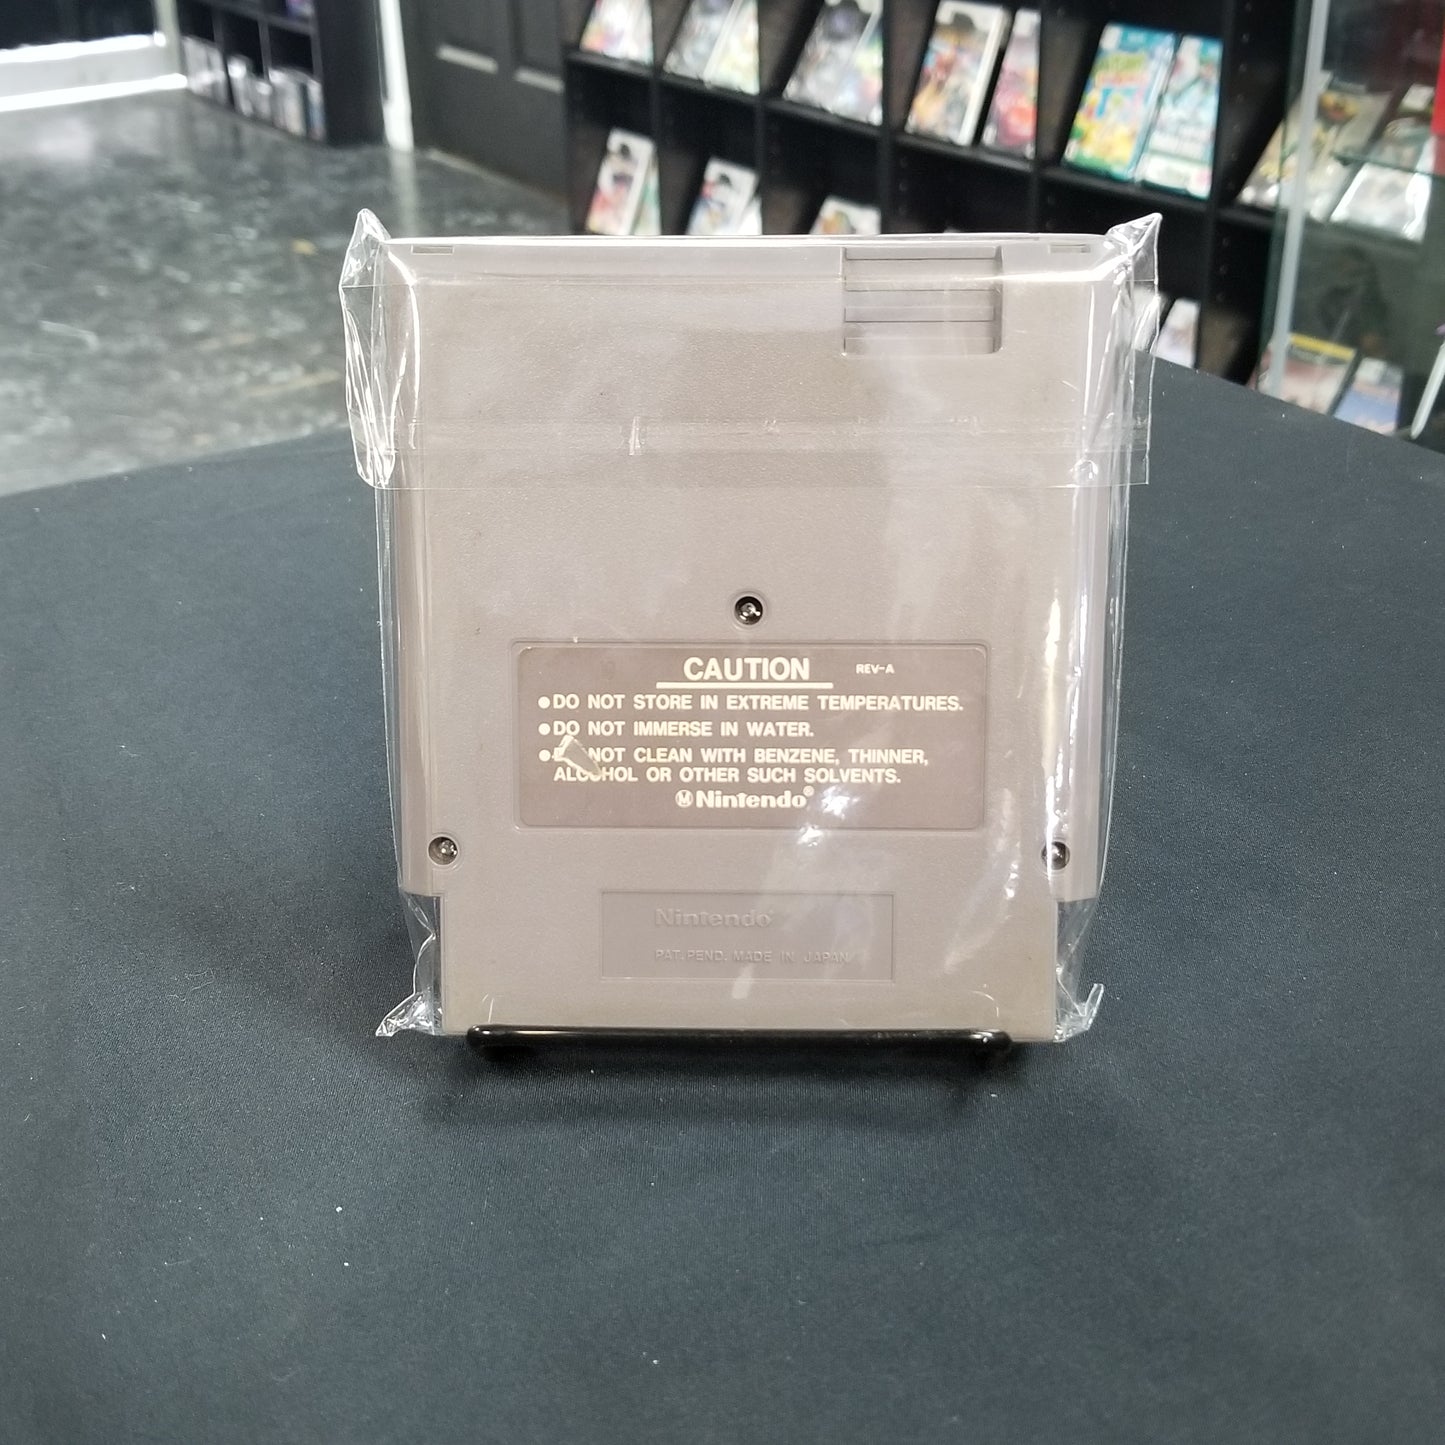 CAUTION REV-A
●DO NOT STORE IN EXTREME TEMPERATURES.
●DO NOT IMMERSE IN WATER.
● NOT CLEAN WITH BENZENE, THINNER,
ALCOHOL OR OTHER SUCH SOLVENTS.
Ⓜ Nintendo®
Nintendo®
PAT. PEND. MADE IN JAPAN